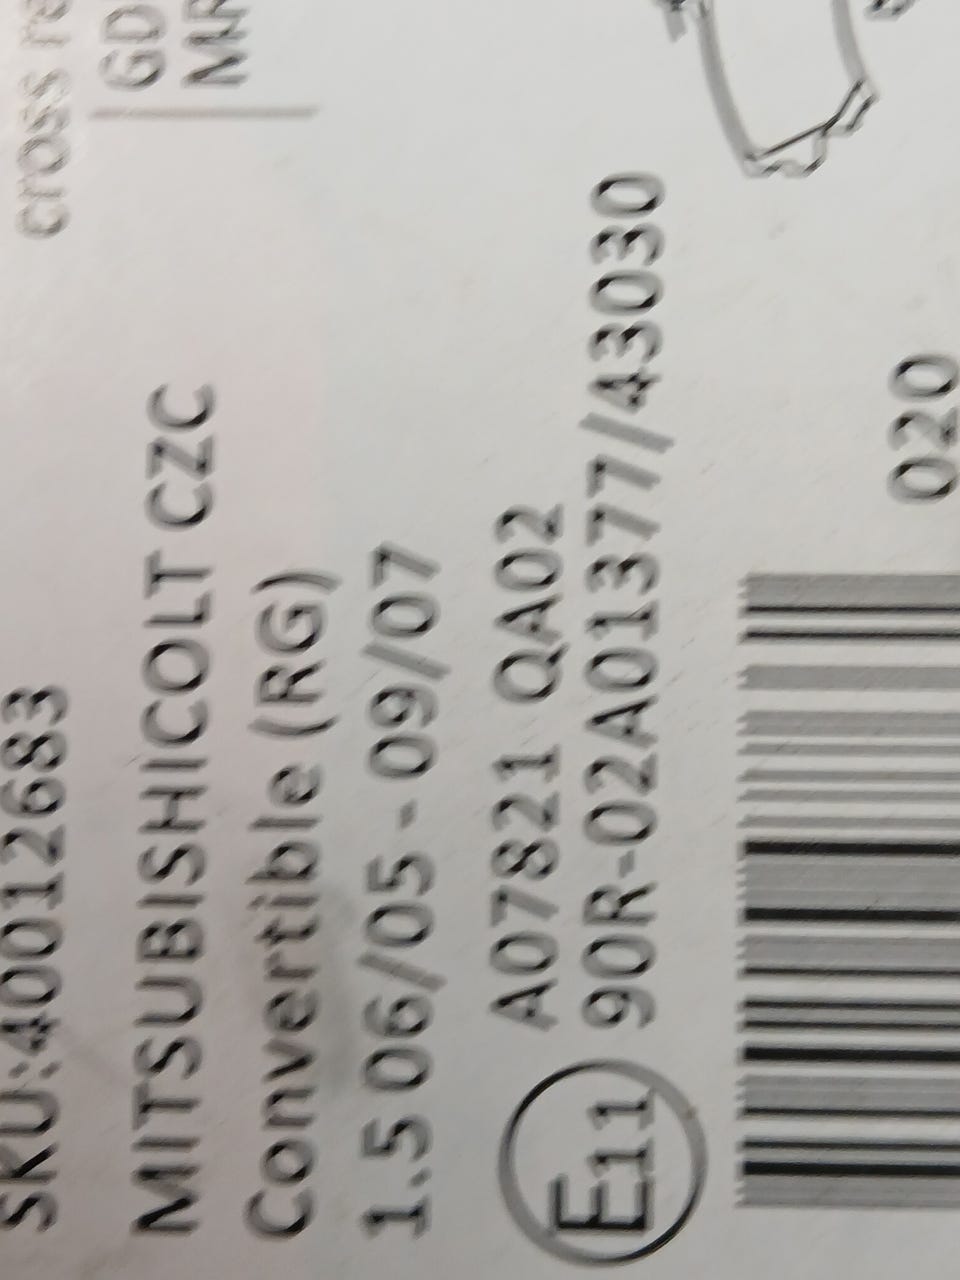 SKU:40012683
cross re
MITSUBISHICOLT CZC
GD
Convertible (RG)
MR
1.5 06/05 - 09/07
A07821 QA02
E11 90R-02A01377/43030
020